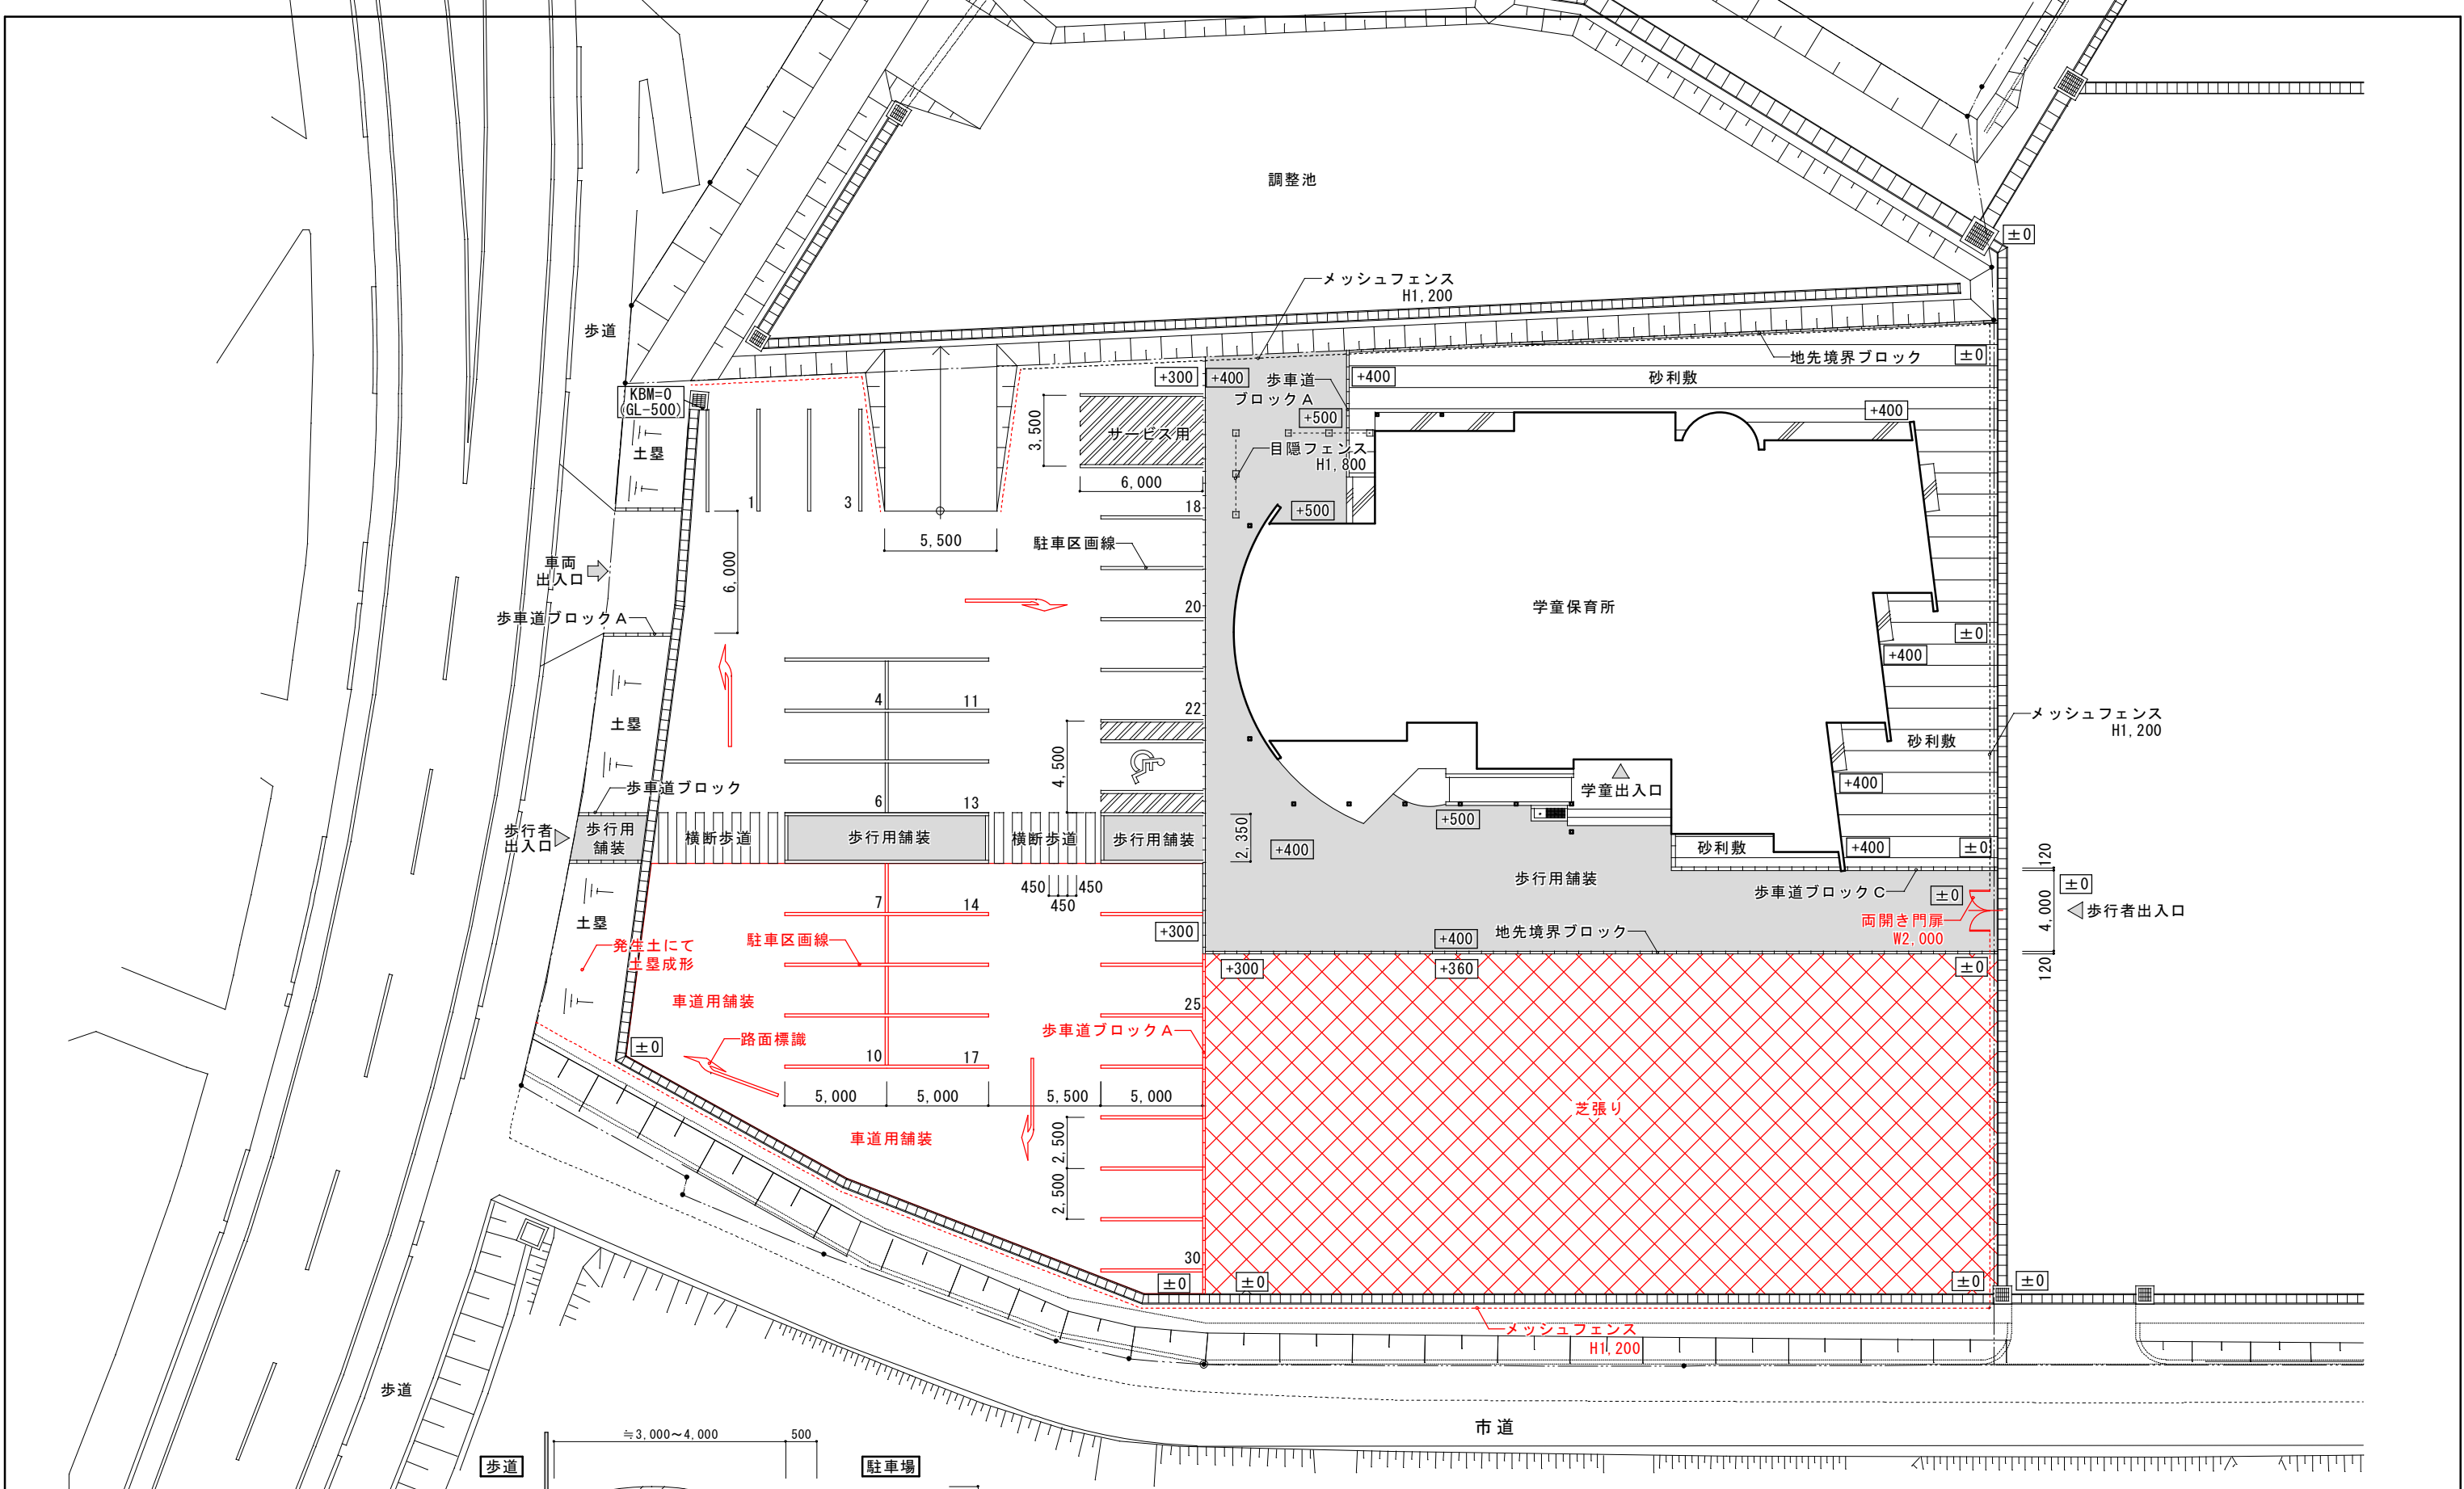 調整池
±0
メッシュフェンス
H1,200
歩道
地先境界ブロック
±0
+300
+400
歩車道
ブロックA
+400
砂利敷
KBM=0
(GL-500)
3,500
サービス用
+500
+400
土塁
目隠フェンス
H1,800
6,000
1
3
18
+500
5,500
駐車区画線
車両
出入口
6,000
歩車道ブロックA
20
学童保育所
±0
+400
4
11
22
土塁
メッシュフェンス
H1,200
砂利敷
4,500
歩車道ブロック
学童出入口
+400
6
13
+500
歩行者
出入口
歩行用
舗装
横断歩道
歩行用舗装
横断歩道
歩行用舗装
2,350
+400
砂利敷
+400
±0
120
450
450
450
歩行用舗装
歩車道ブロックC
±0
±0
4,000
歩行者出入口
7
14
土塁
両開き門扉
W2,000
発生土にて
土塁成形
駐車区画線
+300
+400
地先境界ブロック
+300
+360
±0
120
車道用舗装
25
歩車道ブロックA
路面標識
±0
10
17
5,000
5,000
5,500
5,000
芝張り
車道用舗装
2,500
2,500
30
±0
±0
±0
±0
メッシュフェンス
H1,200
歩道
市道
≒3,000~4,000
500
歩道
駐車場